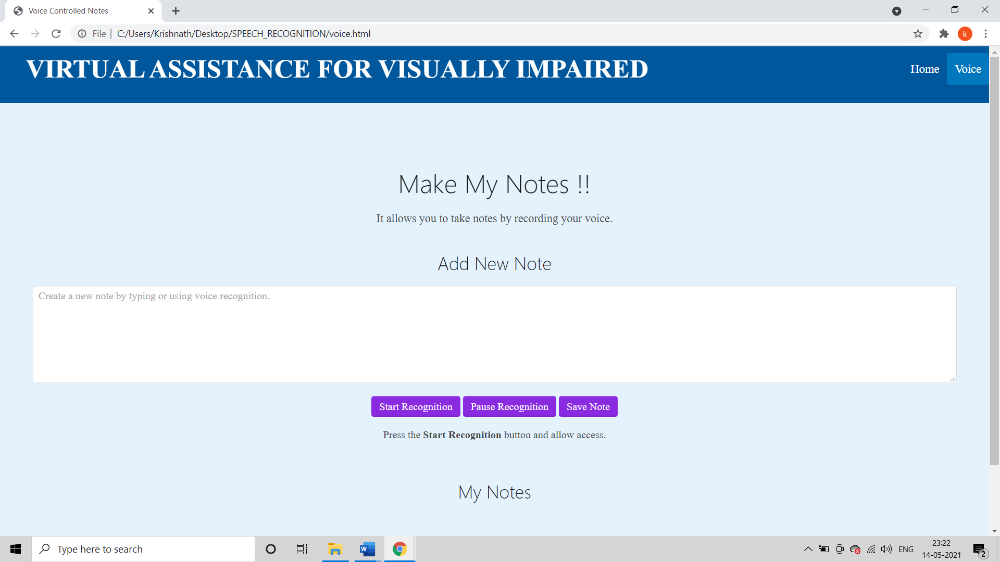 Voice Controlled Notes
File | C:/Users/Krishnath/Desktop/SPEECH_RECOGNITION/voice.html
k
VIRTUAL ASSISTANCE FOR VISUALLY IMPAIRED
Home Voice
Make My Notes !!
It allows you to take notes by recording your voice.
Add New Note
Create a new note by typing or using voice recognition.
Start Recognition Pause Recognition Save Note
Press the Start Recognition button and allow access.
My Notes
Type here to search
W
ENG
23:22
14-05-2021
2